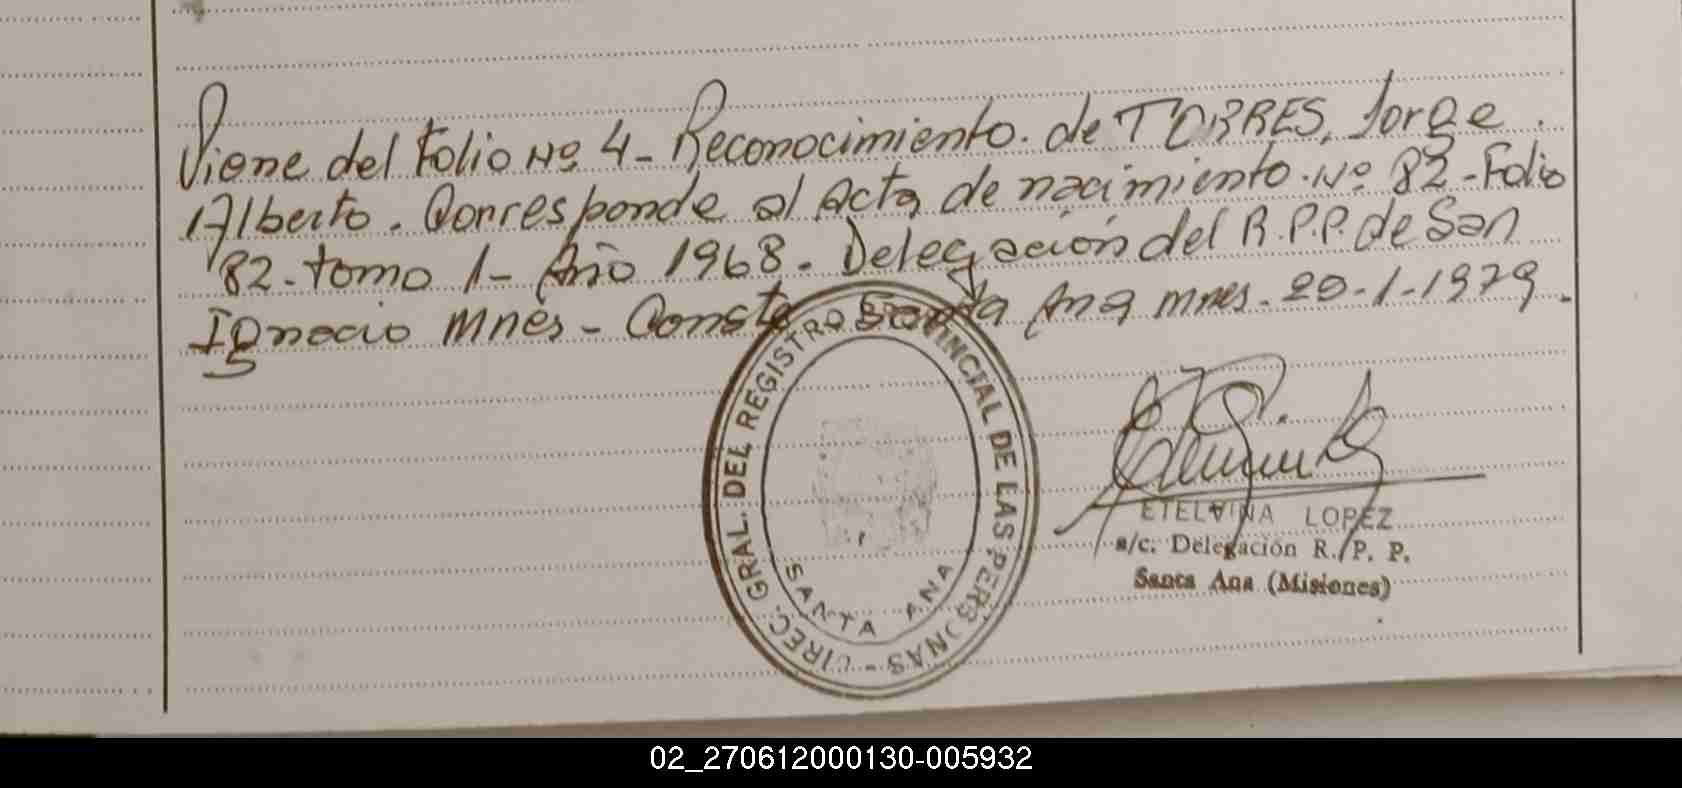 Viene del Folio Nº 4 - Reconocimiento. de TORRES, Jorge
Alberto. Corresponde al Acta de nacimiento. Nº 82 - Folio
82 - tomo 1 - Año 1968. Delegación del R.P.P. de San
Ignacio Mnes - Conste Santa Ana Mnes. 29-1-1979.
DIREC. GRAL. DEL REGISTRO PROVINCIAL DE LAS PERSONAS -
SANTA ANA
ETELVINA LOPEZ
a/c. Delegación R. P. P.
Santa Ana (Misiones)
02_270612000130-005932